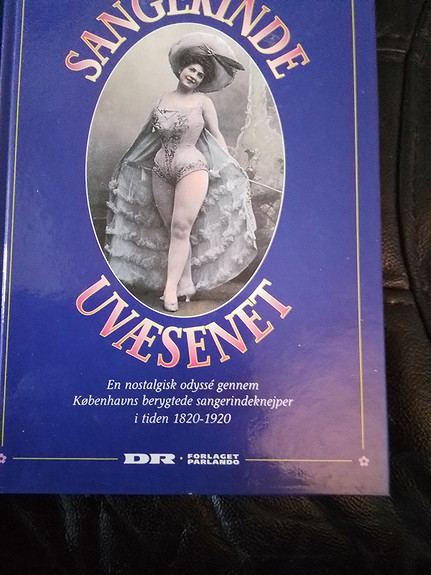 SANGERINDE
UVÆSENET
En nostalgisk odyssé gennem
Københavns berygtede sangerindeknejper
i tiden 1820-1920
DR · FORLAGET
PARLANDO